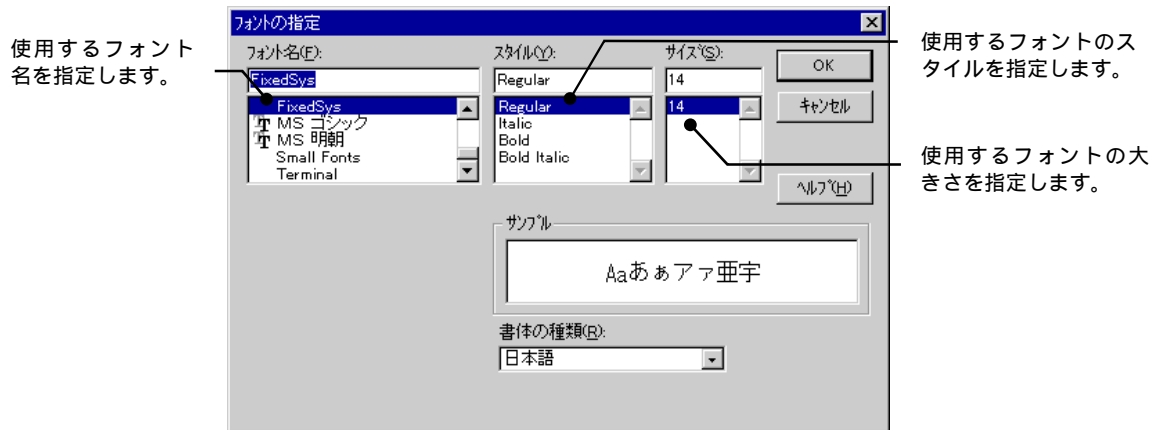 フォントの指定
使用するフォント
名を指定します。
フォント名(F):
FixedSys
FixedSys
MS ゴシック
MS 明朝
Small Fonts
Terminal
スタイル(Y):
Regular
Regular
Italic
Bold
Bold Italic
サイズ(S):
14
14
OK
キャンセル
ヘルプ(H)
使用するフォントのス
タイルを指定します。
使用するフォントの大
きさを指定します。
サンプル
Aaあぁアァ亜宇
書体の種類(R):
日本語